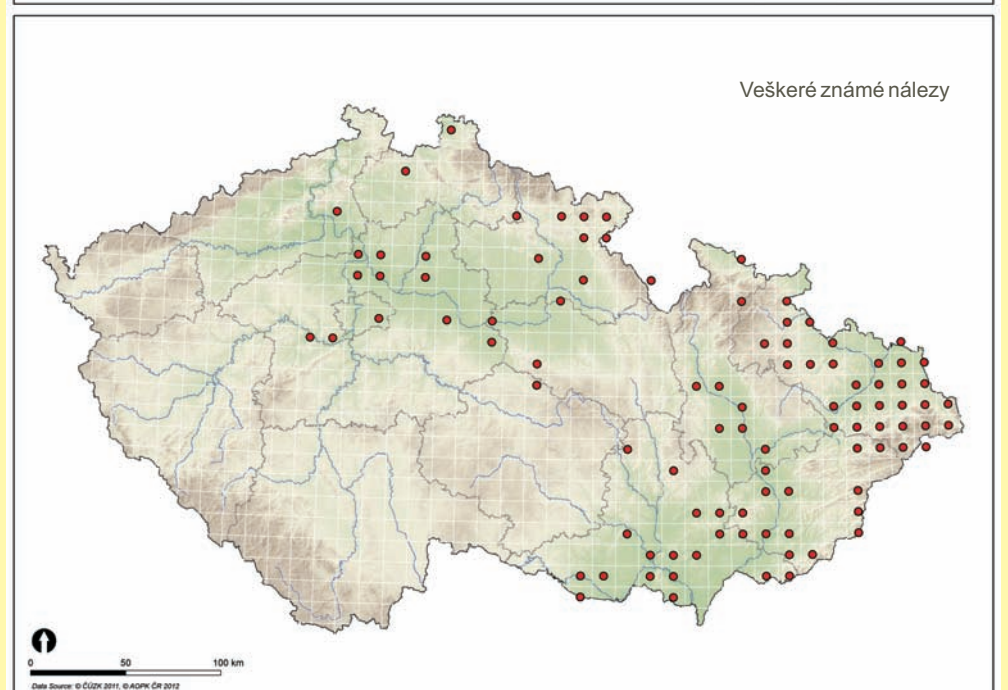 Veškeré známé nálezy
0 50 100 km
Data Source: © ČÚZK 2011, © AOPK ČR 2012